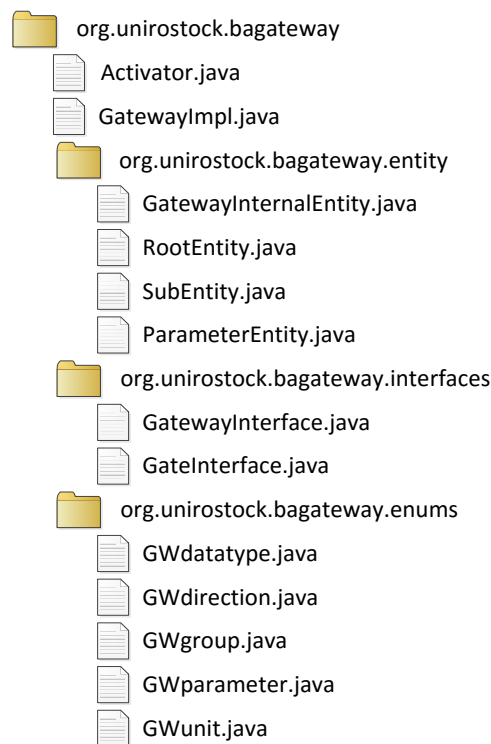 org.unirostock.bagateway
Activator.java
GatewayImpl.java
org.unirostock.bagateway.entity
GatewayInternalEntity.java
RootEntity.java
SubEntity.java
ParameterEntity.java
org.unirostock.bagateway.interfaces
GatewayInterface.java
GateInterface.java
org.unirostock.bagateway.enums
GWdatatype.java
GWdirection.java
GWgroup.java
GWparameter.java
GWunit.java